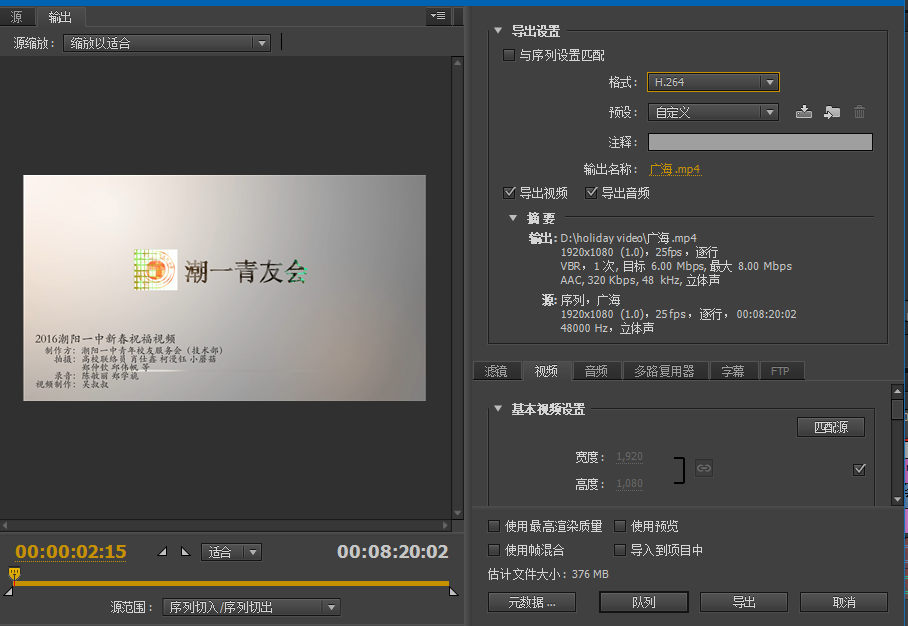 源
输出
源缩放：
缩放以适合
潮一青友会
2016潮阳一中新春祝福视频
制作方：潮阳一中青年校友服务会（技术部）
拍摄：高校联络员 肖仕鑫 柯漫钰 小蘑菇
郑仲钦 邱伟帆 等
录音：陈敏丽 郑学旎
视频制作：吴叔叔
00:00:02:15
适合
00:08:20:02
源范围：
序列切入/序列切出
导出设置
与序列设置匹配
格式：
H.264
预设：
自定义
注释：
输出名称：
广海.mp4
导出视频
导出音频
摘要
输出: D:\holiday video\广海.mp4
1920x1080 (1.0)，25fps，逐行
VBR，1 次, 目标 6.00 Mbps, 最大 8.00 Mbps
AAC, 320 Kbps, 48 kHz, 立体声
源: 序列，广海
1920x1080 (1.0)，25fps，逐行，00:08:20:02
48000 Hz，立体声
滤镜
视频
音频
多路复用器
字幕
FTP
基本视频设置
匹配源
宽度：
1,920
高度：
1,080
使用最高渲染质量
使用预览
使用帧混合
导入到项目中
估计文件大小：376 MB
元数据...
队列
导出
取消